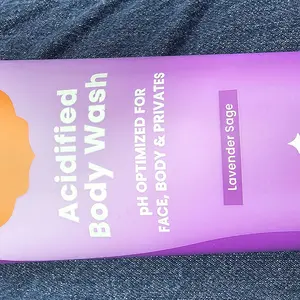 Acidified
Body Wash
pH OPTIMIZED FOR
FACE, BODY & PRIVATES
Lavender Sage